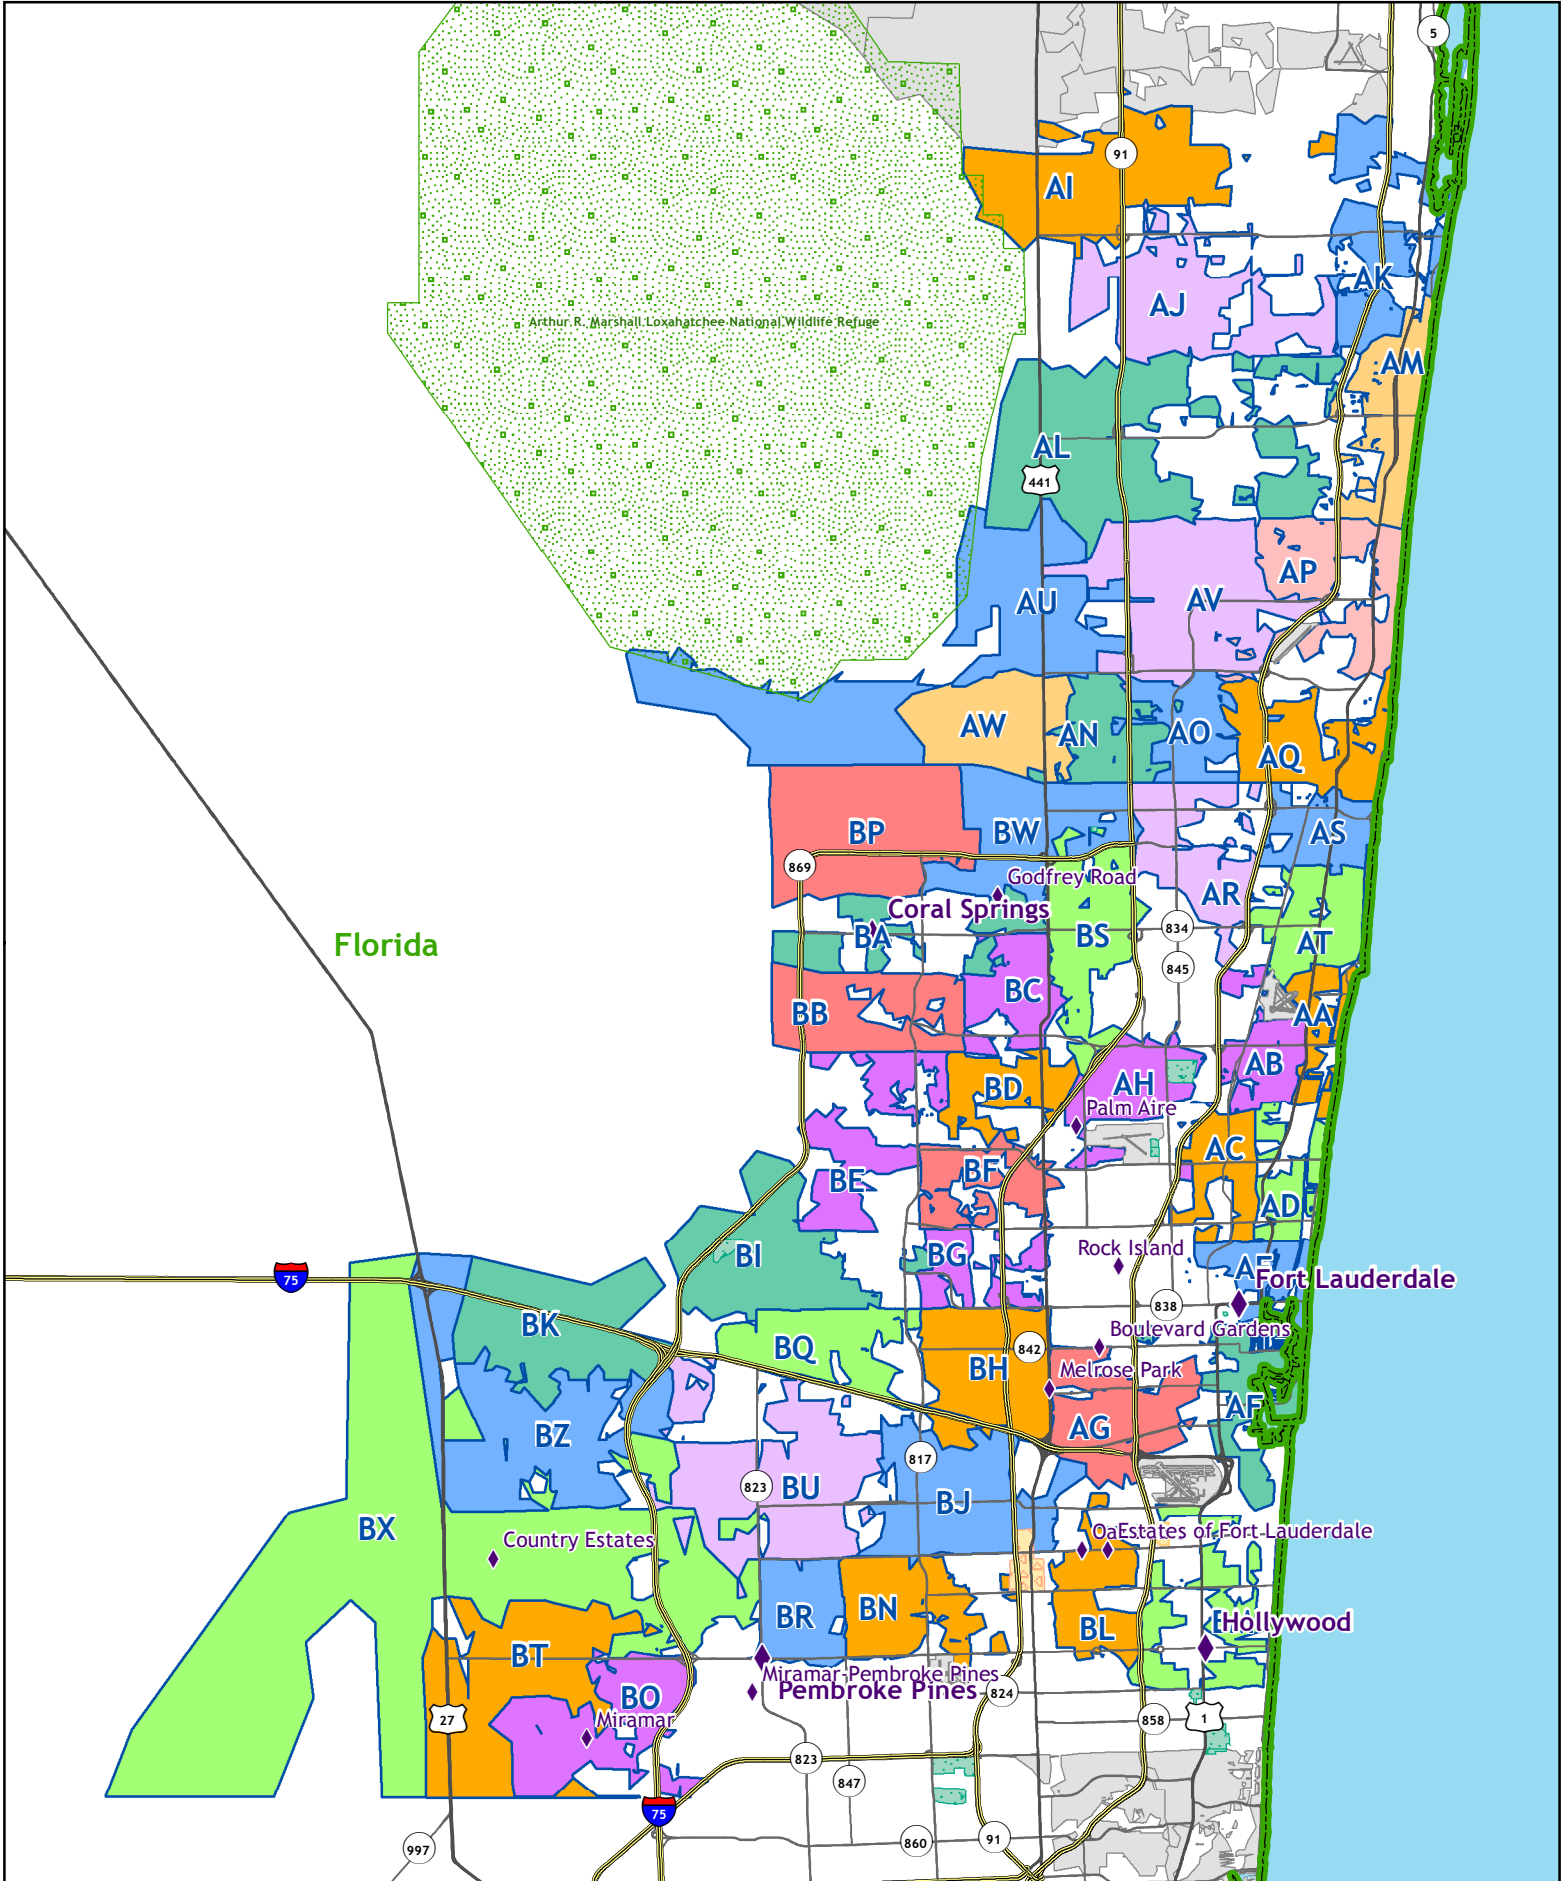 5
91
AI
AK
AJ
Arthur R. Marshall Loxahatchee National Wildlife Refuge
AM
AL
441
AP
AU
AV
AW
AN
AO
AQ
BP
BW
AS
869
Godfrey Road
AR
Coral Springs
834
BA
BS
AT
Florida
845
BC
BB
AA
AB
BD
AH
Palm Aire
AC
BF
BE
AD
Rock Island
BG
BI
Fort Lauderdale
75
838
BK
Boulevard Gardens
BQ
842
BH
Melrose Park
AF
AG
BZ
817
823
BU
BJ
BX
Country Estates
Estates of Fort Lauderdale
BR
BN
BL
Hollywood
BT
Miramar-Pembroke Pines
Pembroke Pines
BO
824
27
Miramar
858
1
823
847
75
997
860
91